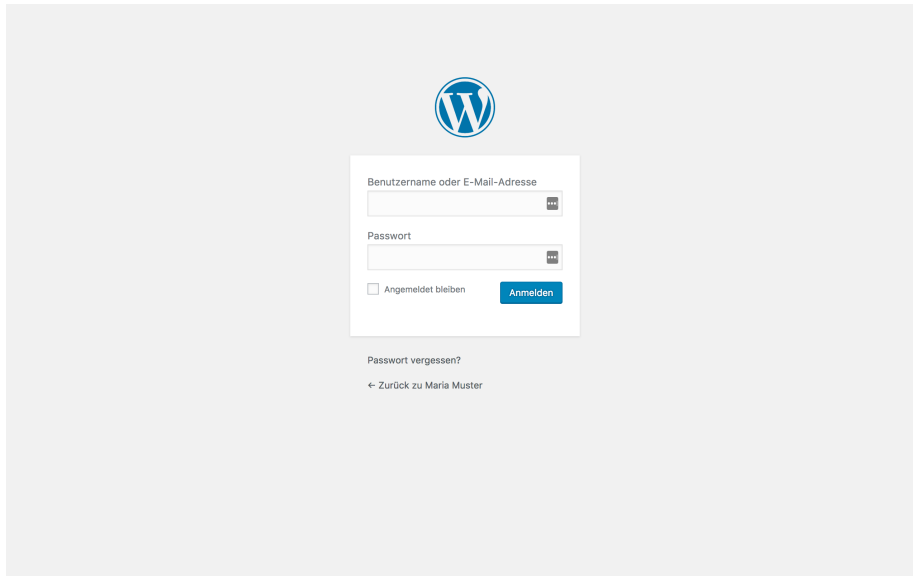 Benutzername oder E-Mail-Adresse
Passwort
Angemeldet bleiben
Anmelden
Passwort vergessen?
← Zurück zu Maria Muster